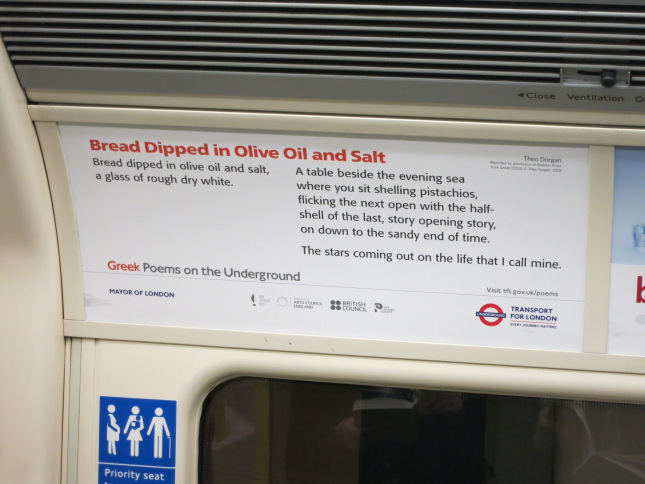 ◄Close Ventilation O
Bread Dipped in Olive Oil and Salt
Theo Dorgan
Bread dipped in olive oil and salt,
a glass of rough dry white.
A table beside the evening sea
where you sit shelling pistachios,
flicking the next open with the half-
shell of the last, story opening story,
on down to the sandy end of time.
The stars coming out on the life that I call mine.
Greek Poems on the Underground
Visit tfl.gov.uk/poems
MAYOR OF LONDON
ARTS COUNCIL
ENGLAND
BRITISH
COUNCIL
UNDERGROUND
TRANSPORT
FOR LONDON
EVERY JOURNEY MATTERS
b
Priority seat